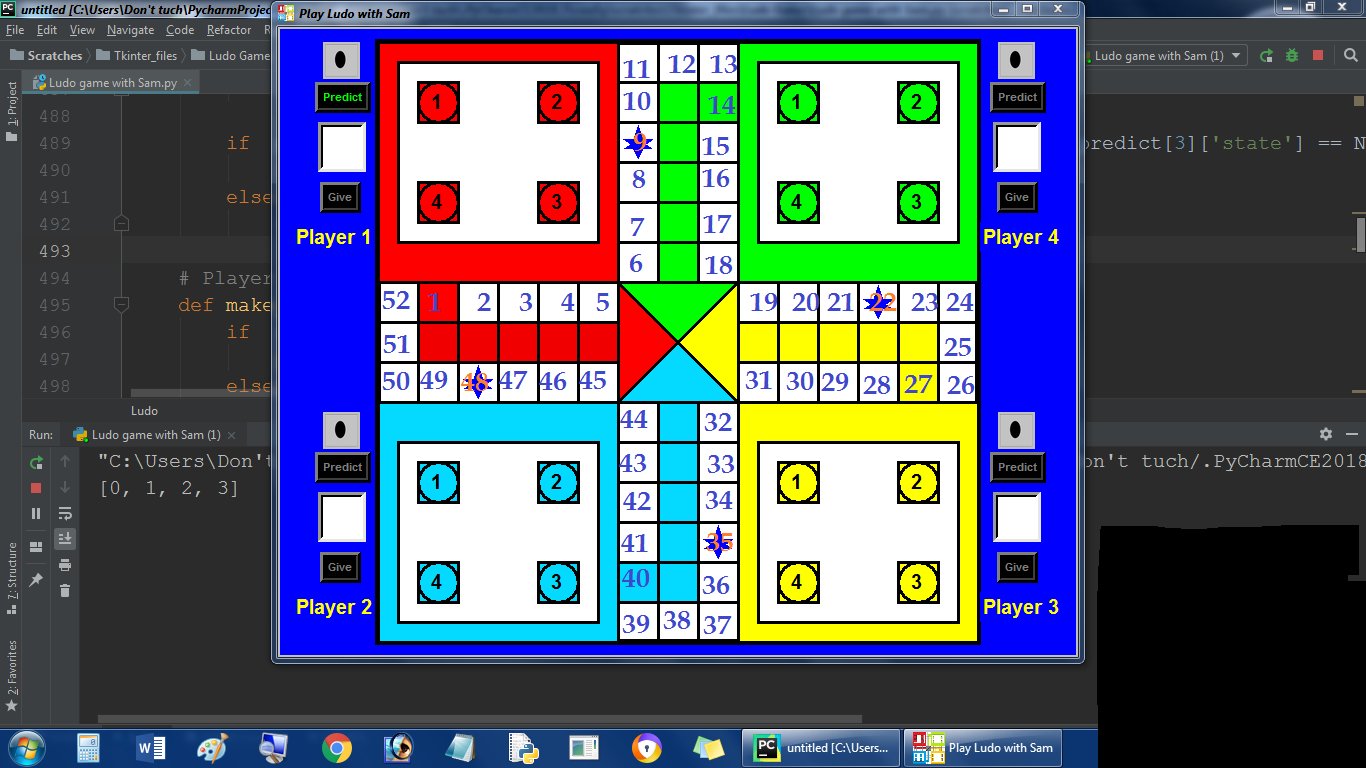 untitled [C:\Users\Don't tuch\PycharmProje
Play Ludo with Sam
File Edit View Navigate Code Refactor R
Scratches Tkinter_files Ludo Game
Ludo game with Sam (1)
1: Project
Ludo game with Sam.py
488
489 if predict[3]['state'] == N
490
491 else
492
493
494 # Player
495 def make
496 if
497
498 else
Ludo
Predict
Give
Player 1
1 2
4 3
11 12 13
10 14
9 15
8 16
7 17
6 18
1 2
4 3
Predict
Give
Player 4
52 1 2 3 4 5
51
50 49 48 47 46 45
19 20 21 22 23 24
25
31 30 29 28 27 26
Predict
Give
Player 2
1 2
4 3
44 32
43 33
42 34
41 35
40 36
39 38 37
1 2
4 3
Predict
Give
Player 3
Run: Ludo game with Sam (1)
"C:\Users\Don't on't tuch/.PyCharmCE2018
[0, 1, 2, 3]
7: Structure
2: Favorites
untitled [C:\Users...
Play Ludo with Sam